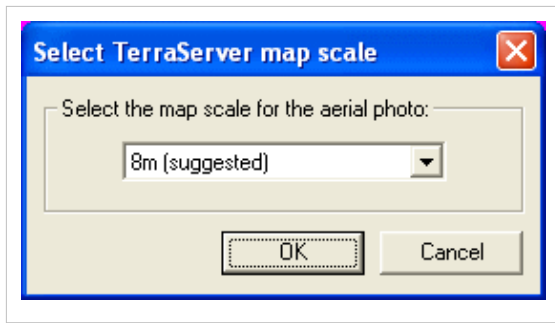 Select TerraServer map scale
Select the map scale for the aerial photo:
8m (suggested)
OK
Cancel